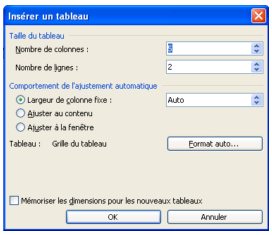 Insérer un tableau
Taille du tableau
Nombre de colonnes :
5
Nombre de lignes :
2
Comportement de l'ajustement automatique
Largeur de colonne fixe :
Auto
Ajuster au contenu
Ajuster à la fenêtre
Tableau : Grille du tableau
Format auto...
Mémoriser les dimensions pour les nouveaux tableaux
OK
Annuler